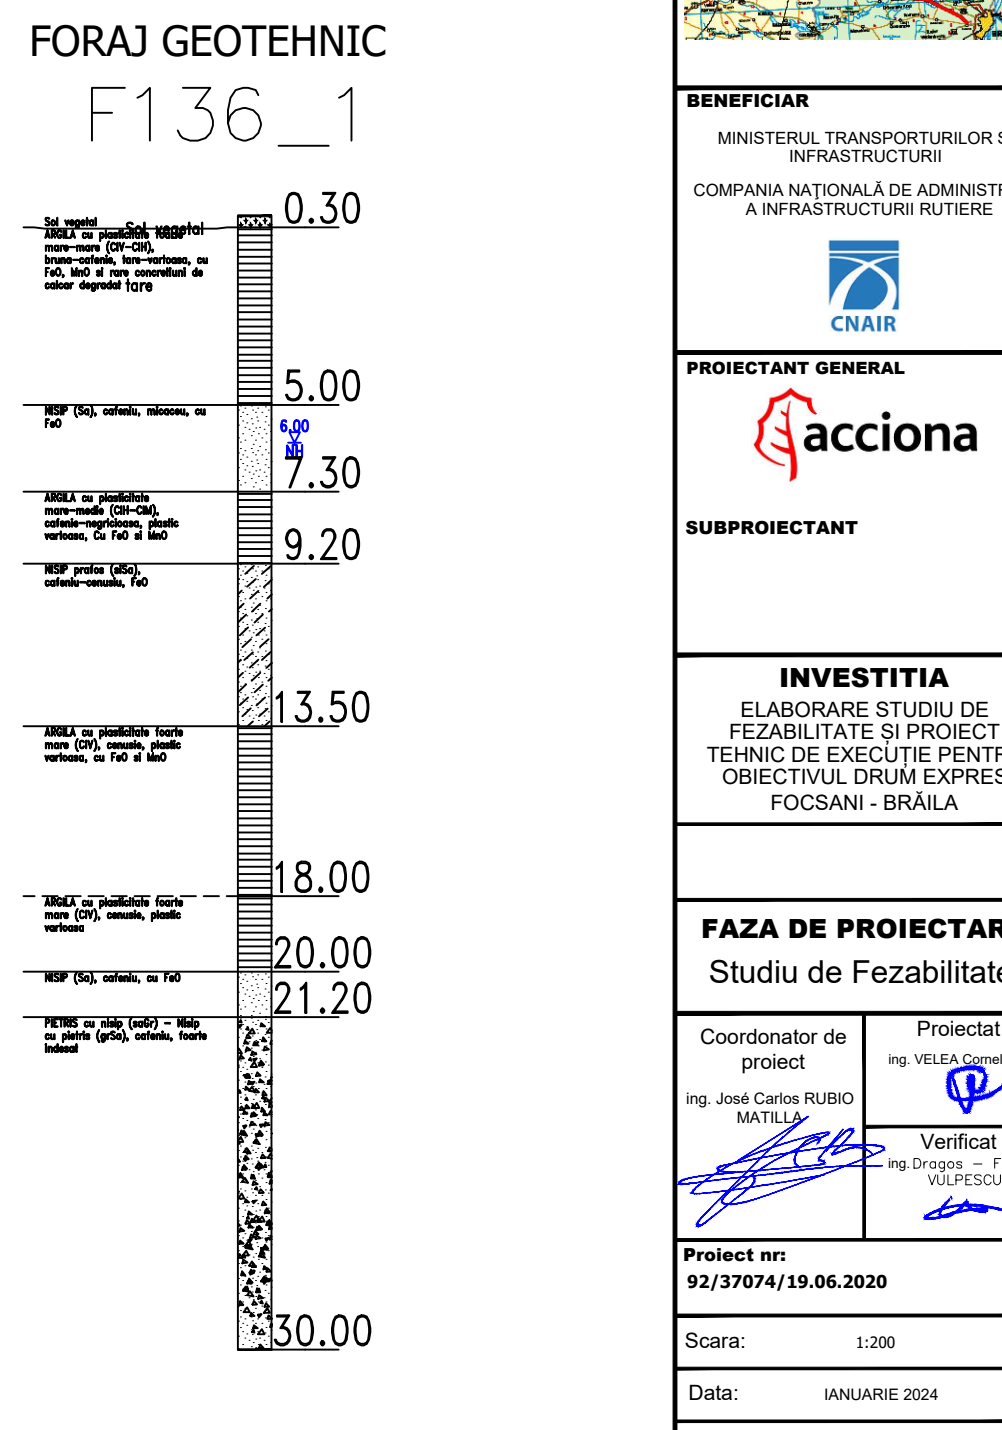 FORAJ GEOTEHNIC
F136_1
0.30
Sol vegetal
Sol vegetal
ARGILA cu plasticitate foarte
mare-mare (CIV-CIH),
bruna-cafenie, tare-vartoasa, cu
FeO, MnO si rare concretiuni de
calcar degradat tare
5.00
NISIP (Sa), cafeniu, micaceu, cu
FeO
6.00
NH
7.30
ARGILA cu plasticitate
mare-medie (CIH-CIM),
cafenie-negricioasa, plastic
vartoasa, Cu FeO si MnO
9.20
NISIP prafos (siSa),
cafeniu-cenusiu, FeO
13.50
ARGILA cu plasticitate foarte
mare (CIV), cenusie, plastic
vartoasa, cu FeO si MnO
18.00
ARGILA cu plasticitate foarte
mare (CIV), cenusie, plastic
vartoasa
20.00
NISIP (Sa), cafeniu, cu FeO
21.20
PIETRIS cu nisip (saGr) - Nisip
cu pietris (grSa), cafeniu, foarte
indesat
30.00
BENEFICIAR
MINISTERUL TRANSPORTURILOR
INFRASTRUCTURII
COMPANIA NAŢIONALĂ DE ADMINISTR
A INFRASTRUCTURII RUTIERE
CNAIR
PROIECTANT GENERAL
acciona
SUBPROIECTANT
INVESTITIA
ELABORARE STUDIU DE
FEZABILITATE ȘI PROIECT
TEHNIC DE EXECUȚIE PENTR
OBIECTIVUL DRUM EXPRES
FOCSANI - BRĂILA
FAZA DE PROIECTAR
Studiu de Fezabilitate
Coordonator de
proiect
ing. José Carlos RUBIO
MATILLA
Proiectat
ing. VELEA Cornel
Verificat
ing. Dragos - F
VULPESCU
Proiect nr:
92/37074/19.06.2020
Scara: 1:200
Data: IANUARIE 2024